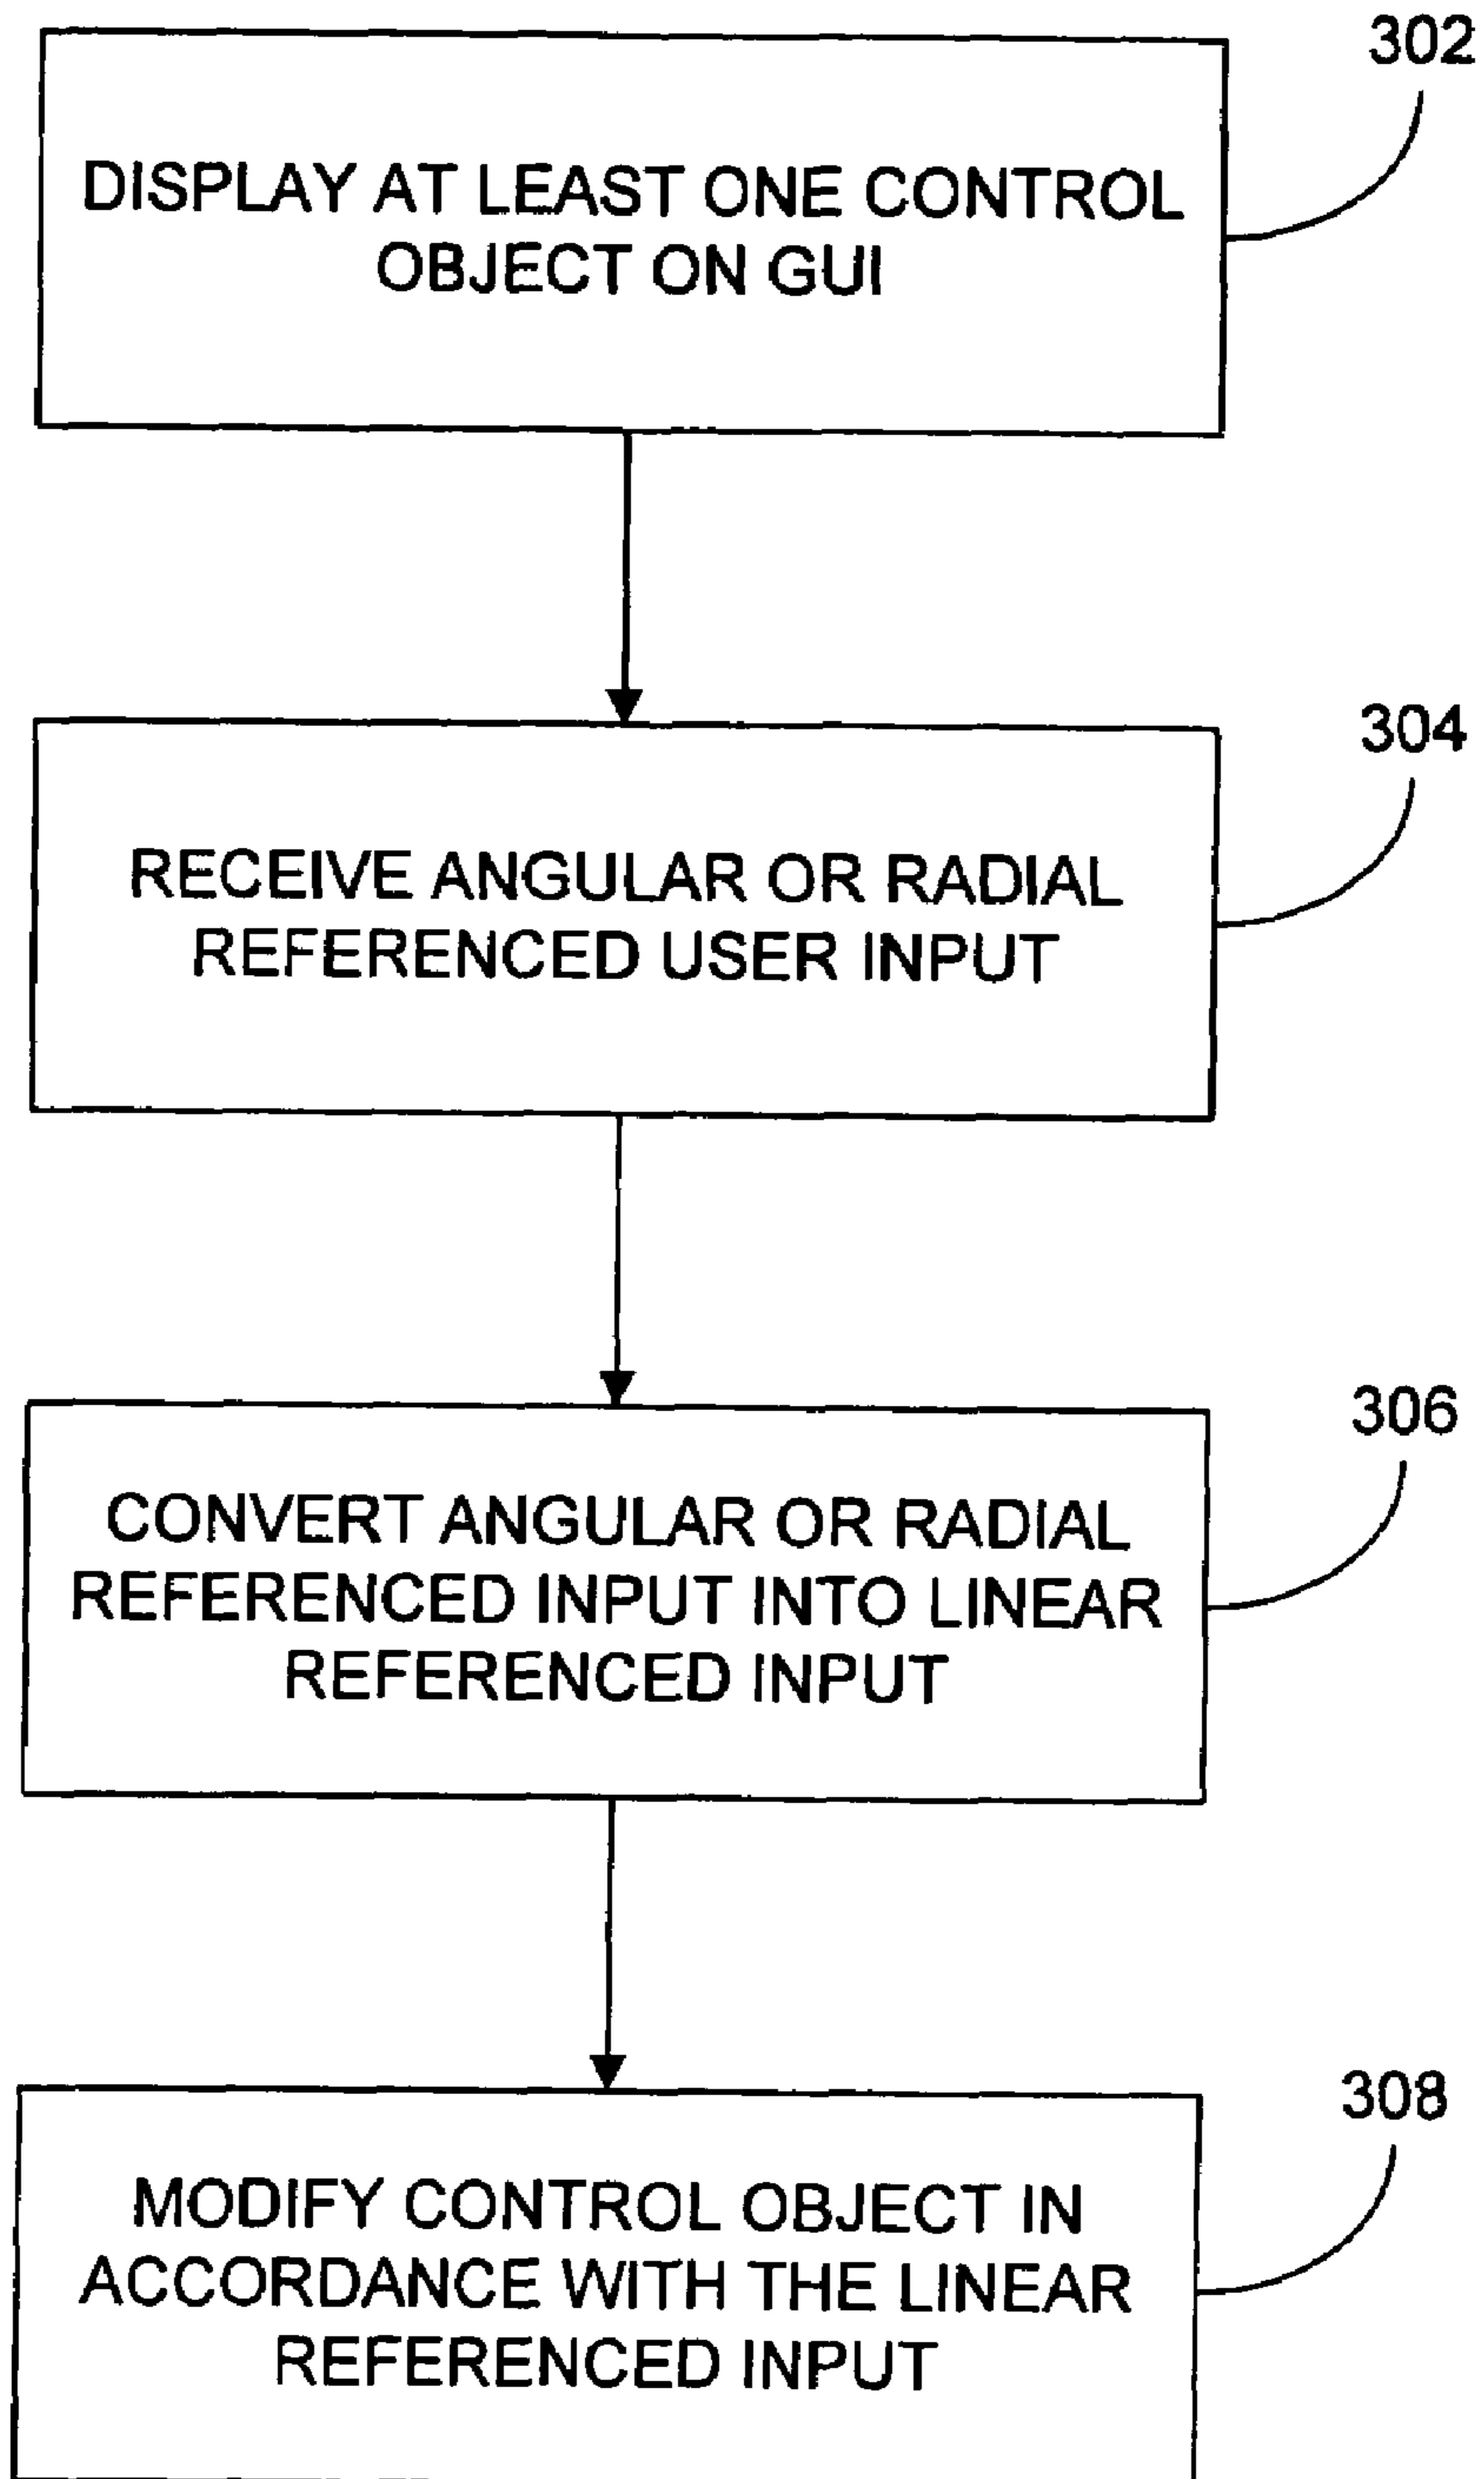 302
DISPLAY AT LEAST ONE CONTROL
OBJECT ON GUI
304
RECEIVE ANGULAR OR RADIAL
REFERENCED USER INPUT
306
CONVERT ANGULAR OR RADIAL
REFERENCED INPUT INTO LINEAR
REFERENCED INPUT
308
MODIFY CONTROL OBJECT IN
ACCORDANCE WITH THE LINEAR
REFERENCED INPUT